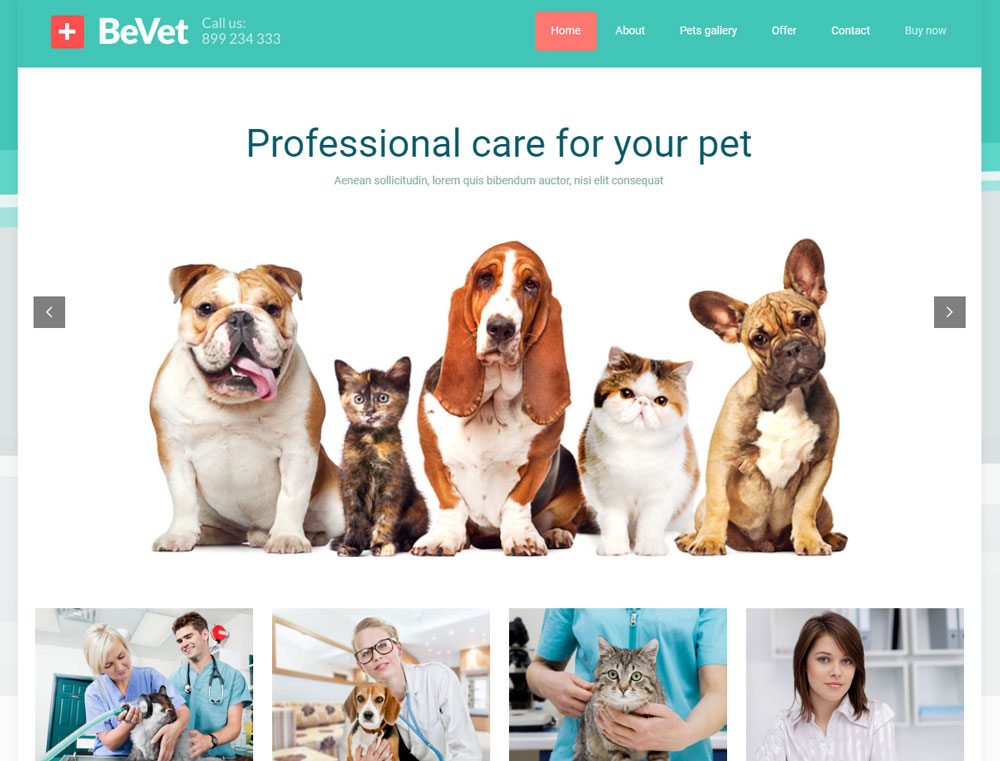 BeVet
Call us:
899 234 333
Home
About
Pets gallery
Offer
Contact
Buy now
Professional care for your pet
Aenean sollicitudin, lorem quis bibendum auctor, nisi elit consequat